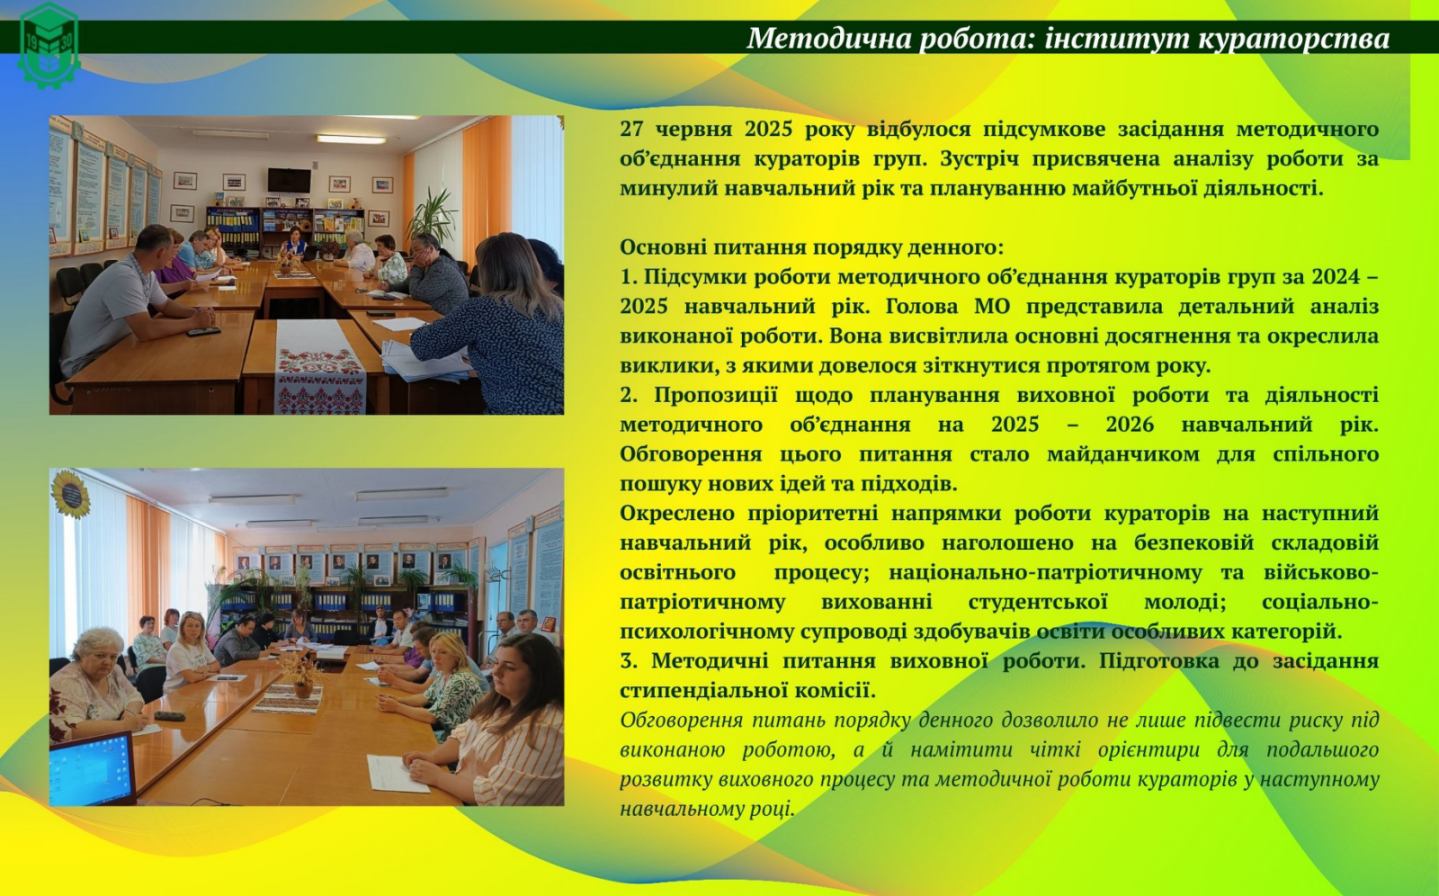 1930
Методична робота: інститут кураторства
27 червня 2025 року відбулося підсумкове засідання методичного
об’єднання кураторів груп. Зустріч присвячена аналізу роботи за
минулий навчальний рік та плануванню майбутньої діяльності.
Основні питання порядку денного:
1. Підсумки роботи методичного об’єднання кураторів груп за 2024 –
2025 навчальний рік. Голова МО представила детальний аналіз
виконаної роботи. Вона висвітлила основні досягнення та окреслила
виклики, з якими довелося зіткнутися протягом року.
2. Пропозиції щодо планування виховної роботи та діяльності
методичного об’єднання на 2025 – 2026 навчальний рік.
Обговорення цього питання стало майданчиком для спільного
пошуку нових ідей та підходів.
Окреслено пріоритетні напрямки роботи кураторів на наступний
навчальний рік, особливо наголошено на безпековій складовій
освітнього процесу; національно-патріотичному та військово-
патріотичному вихованні студентської молоді; соціально-
психологічному супроводі здобувачів освіти особливих категорій.
3. Методичні питання виховної роботи. Підготовка до засідання
стипендіальної комісії.
Обговорення питань порядку денного дозволило не лише підвести риску під
виконаною роботою, а й намітити чіткі орієнтири для подальшого
розвитку виховного процесу та методичної роботи кураторів у наступному
навчальному році.